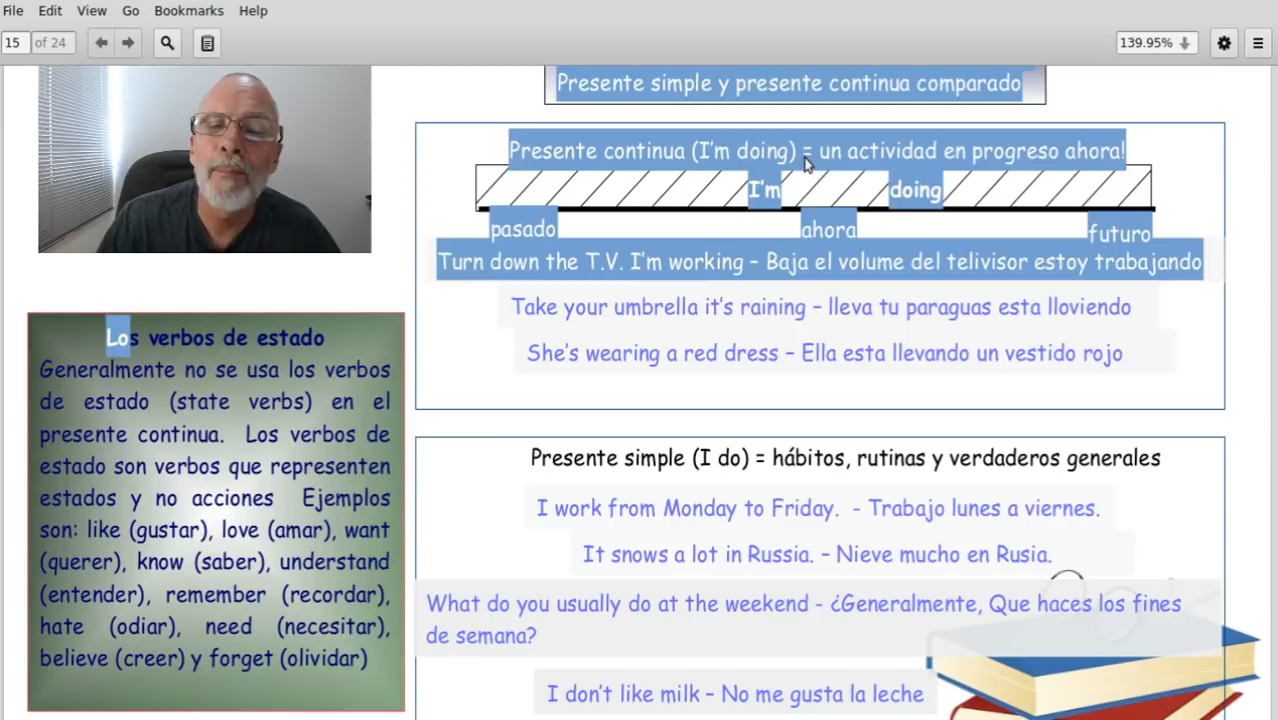 File Edit View Go Bookmarks Help
15 of 24
139.95%
Presente simple y presente continua comparado
Presente continua (I'm doing) = un actividad en progreso ahora!
I'm doing
pasado ahora futuro
Turn down the T.V. I'm working – Baja el volume del telivisor estoy trabajando
Take your umbrella it's raining – lleva tu paraguas esta lloviendo
She's wearing a red dress – Ella esta llevando un vestido rojo
Los verbos de estado
Generalmente no se usa los verbos
de estado (state verbs) en el
presente continua. Los verbos de
estado son verbos que representen
estados y no acciones Ejemplos
son: like (gustar), love (amar), want
(querer), know (saber), understand
(entender), remember (recordar),
hate (odiar), need (necesitar),
believe (creer) y forget (olividar)
Presente simple (I do) = hábitos, rutinas y verdaderos generales
I work from Monday to Friday. - Trabajo lunes a viernes.
It snows a lot in Russia. – Nieve mucho en Rusia.
What do you usually do at the weekend - ¿Generalmente, Que haces los fines
de semana?
I don't like milk – No me gusta la leche